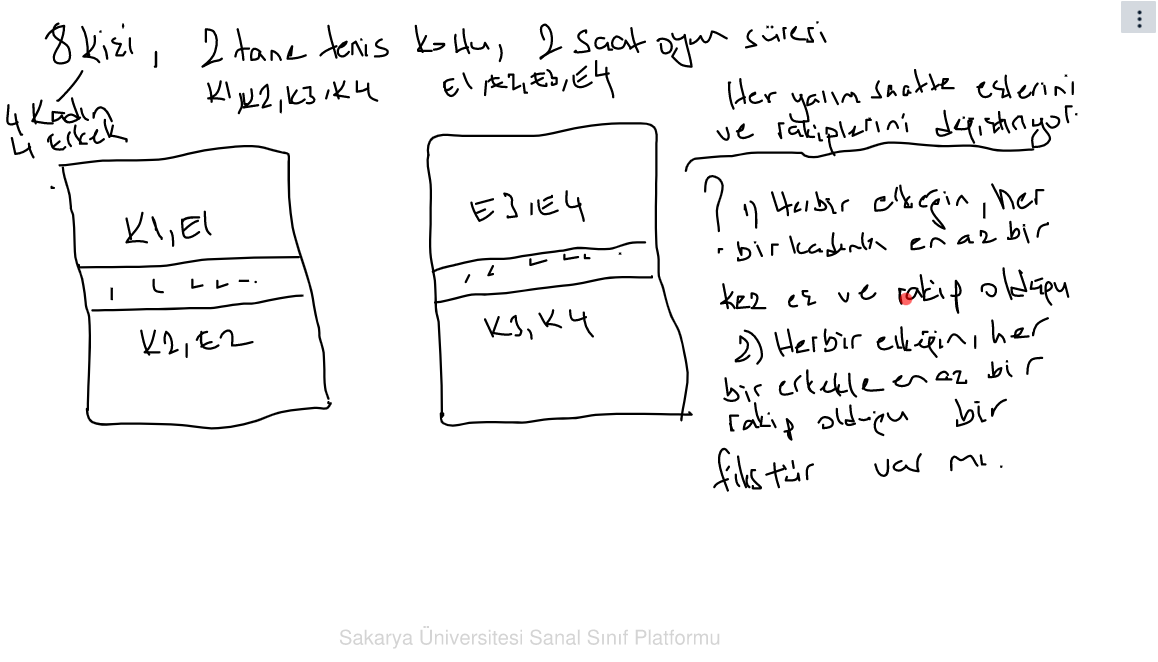 8 kişi, 2 tane tenis kortu, 2 saat oyun süresi
4 Kadın
4 Erkek
K1, K2, K3, K4
E1, E2, E3, E4
Her yarım saatte eşlerini
ve rakiplerini değiştiriyor.
K1, E1
K2, E2
E3, E4
K3, K4
? 1) Herbir erkeğin, her
bir kadınla en az bir
kez eş ve rakip olduğu
2) Herbir erkeğin, her
bir erkekle en az bir
rakip olduğu bir
fikstür var mı.
Sakarya Üniversitesi Sanal Sınıf Platformu